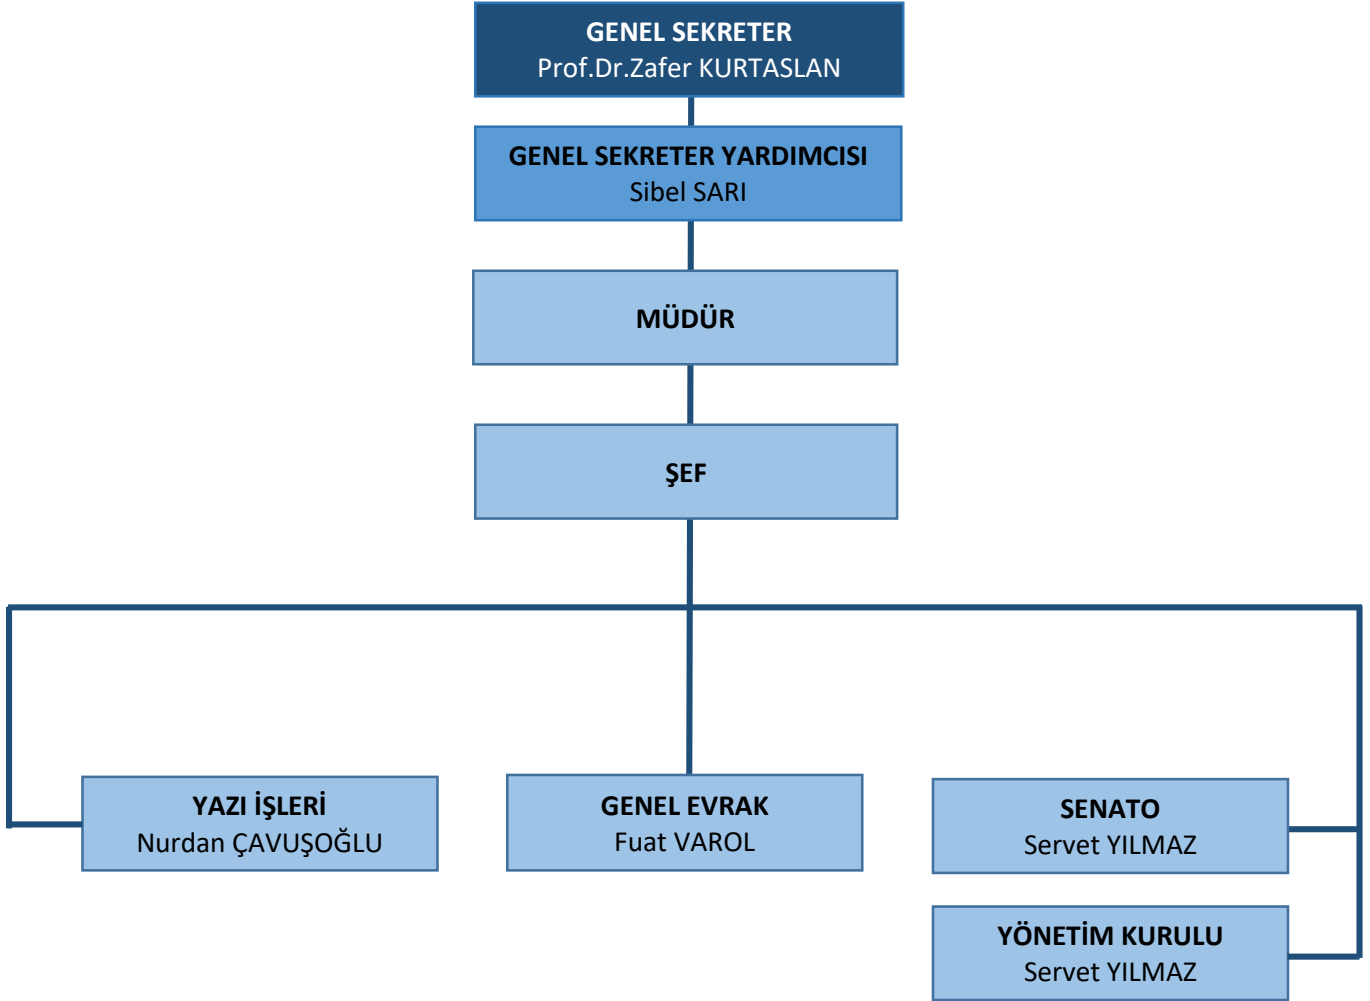 GENEL SEKRETER
Prof.Dr.Zafer KURTASLAN
GENEL SEKRETER YARDIMCISI
Sibel SARI
MÜDÜR
ŞEF
YAZI İŞLERİ
Nurdan ÇAVUŞOĞLU
GENEL EVRAK
Fuat VAROL
SENATO
Servet YILMAZ
YÖNETİM KURULU
Servet YILMAZ